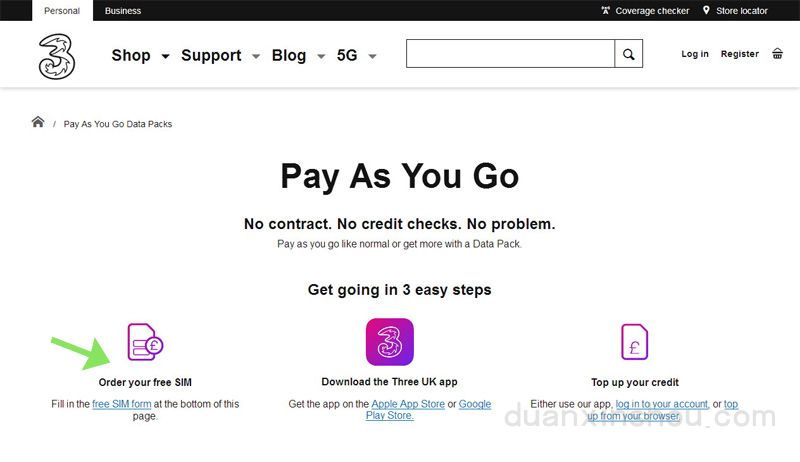 Personal Business Coverage checker Store locator
3 Shop Support Blog 5G Log in Register
/ Pay As You Go Data Packs
Pay As You Go
No contract. No credit checks. No problem.
Pay as you go like normal or get more with a Data Pack.
Get going in 3 easy steps
£ 3 £
Order your free SIM Download the Three UK app Top up your credit
Fill in the free SIM form at the bottom of this Get the app on the Apple App Store or Google Either use our app, log in to your account, or top
page. Play Store. up from your browser.
duanxinshou.com